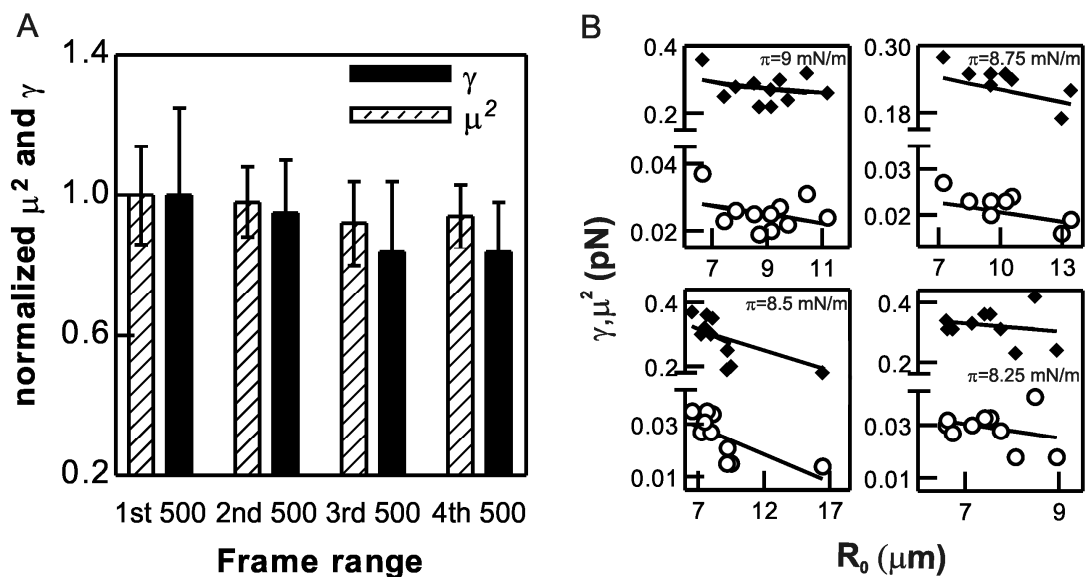 A
normalized μ² and γ
1.4
1.0
0.6
0.2
γ
μ²
1st 500 2nd 500 3rd 500 4th 500
Frame range
B
γ,μ² (pN)
π=9 mN/m
0.4
0.2
0.04
0.02
7 9 11
π=8.75 mN/m
0.30
0.18
0.02
7 10 13
π=8.5 mN/m
0.4
0.2
0.03
0.01
7 12 17
π=8.25 mN/m
0.4
0.2
0.03
0.01
7 9
R₀ (μm)